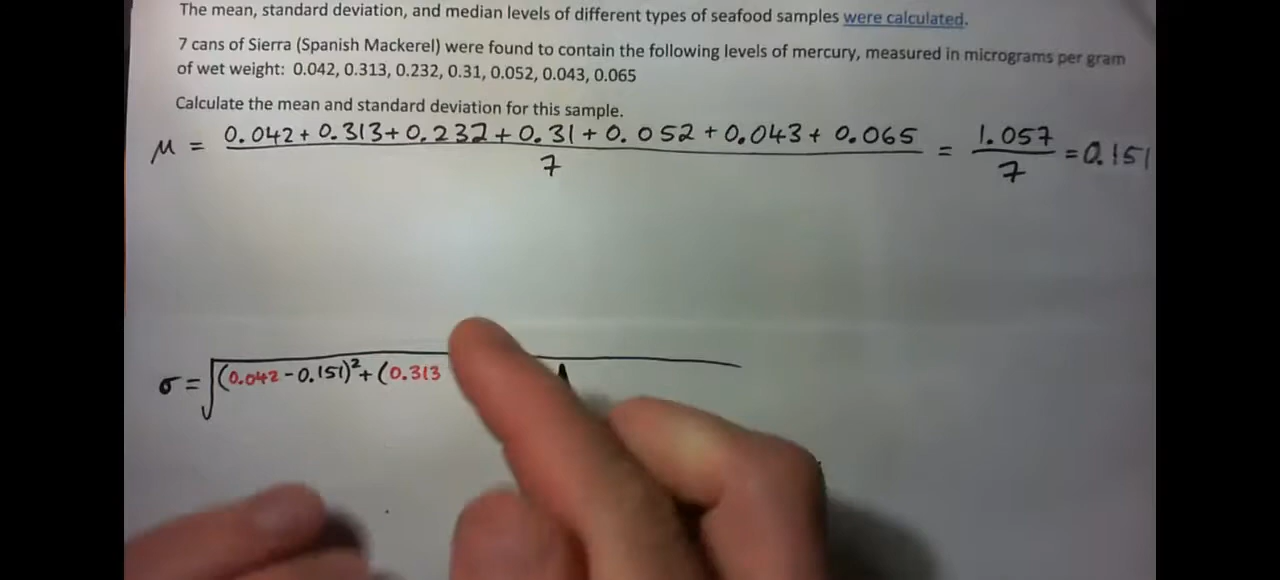 The mean, standard deviation, and median levels of different types of seafood samples were calculated.
7 cans of Sierra (Spanish Mackerel) were found to contain the following levels of mercury, measured in micrograms per gram
of wet weight: 0.042, 0.313, 0.232, 0.31, 0.052, 0.043, 0.065
Calculate the mean and standard deviation for this sample.
μ = (0.042 + 0.313 + 0.232 + 0.31 + 0.052 + 0.043 + 0.065) / 7 = 1.057 / 7 = 0.151
σ = √(0.042 - 0.151)² + (0.313